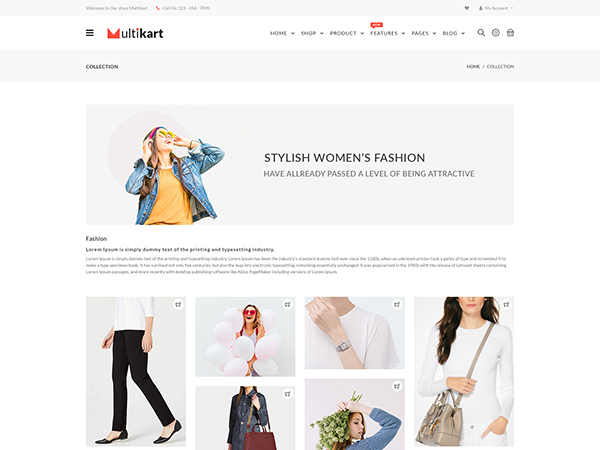 Welcome to Our store Multikart
Call Us: 123 - 456 - 7890
My Account
Multikart
HOME SHOP PRODUCT FEATURES PAGES BLOG
NEW
COLLECTION
HOME / COLLECTION
STYLISH WOMEN'S FASHION
HAVE ALLREADY PASSED A LEVEL OF BEING ATTRACTIVE
Fashion
Lorem Ipsum is simply dummy text of the printing and typesetting industry.
Lorem Ipsum is simply dummy text of the printing and typesetting industry. Lorem Ipsum has been the industry's standard dummy text ever since the 1500s, when an unknown printer took a galley of type and scrambled it
to make a type specimen book. It has survived not only five centuries, but also the leap into electronic typesetting, remaining essentially unchanged. It was popularised in the 1960s with the release of Letraset sheets containing
Lorem Ipsum passages, and more recently with desktop publishing software like Aldus PageMaker including versions of Lorem Ipsum.